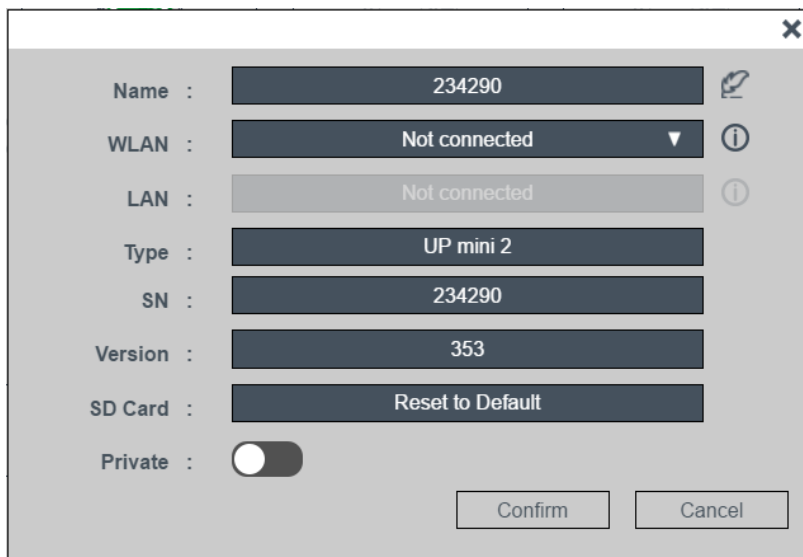 Name : 234290
WLAN : Not connected ▼
LAN : Not connected
Type : UP mini 2
SN : 234290
Version : 353
SD Card : Reset to Default
Private :
Confirm Cancel